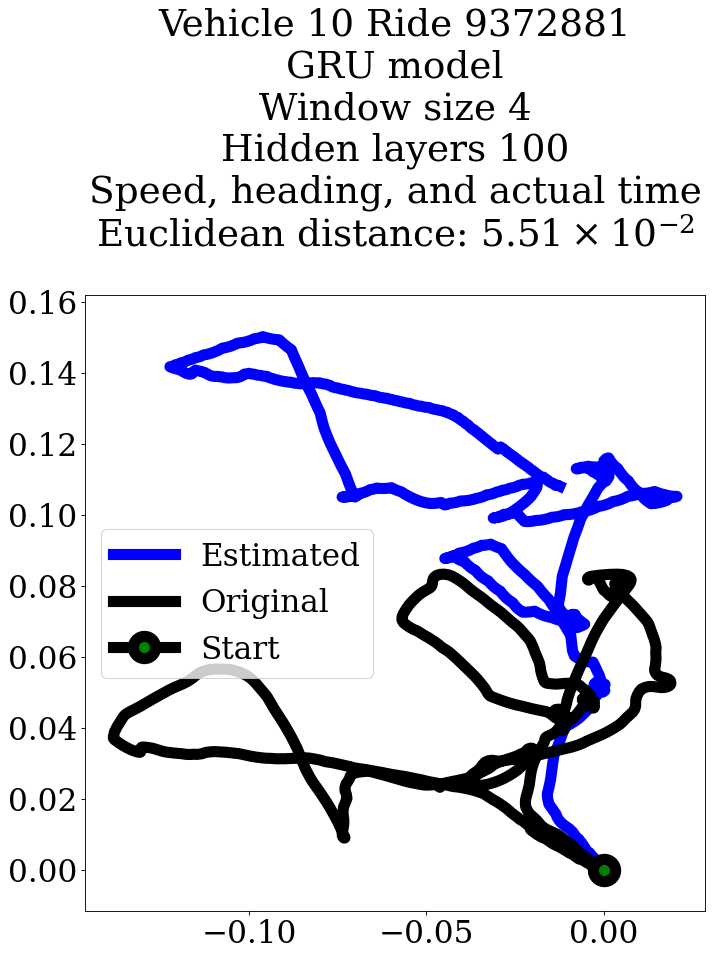 Vehicle 10 Ride 9372881
GRU model
Window size 4
Hidden layers 100
Speed, heading, and actual time
Euclidean distance: 5.51 × 10⁻²
0.16
0.14
0.12
0.10
0.08
0.06
0.04
0.02
0.00
Estimated
Original
Start
−0.10
−0.05
0.00